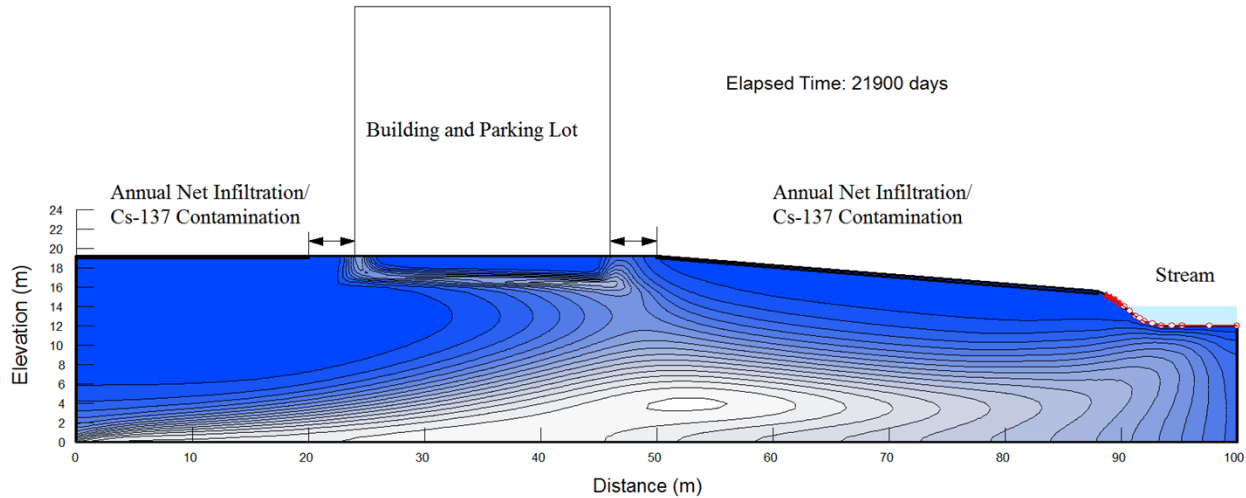 Elapsed Time: 21900 days
Building and Parking Lot
Annual Net Infiltration/
Cs-137 Contamination
Annual Net Infiltration/
Cs-137 Contamination
Stream
Elevation (m)
24
22
20
18
16
14
12
10
8
6
4
2
0
0
10
20
30
40
50
60
70
80
90
100
Distance (m)